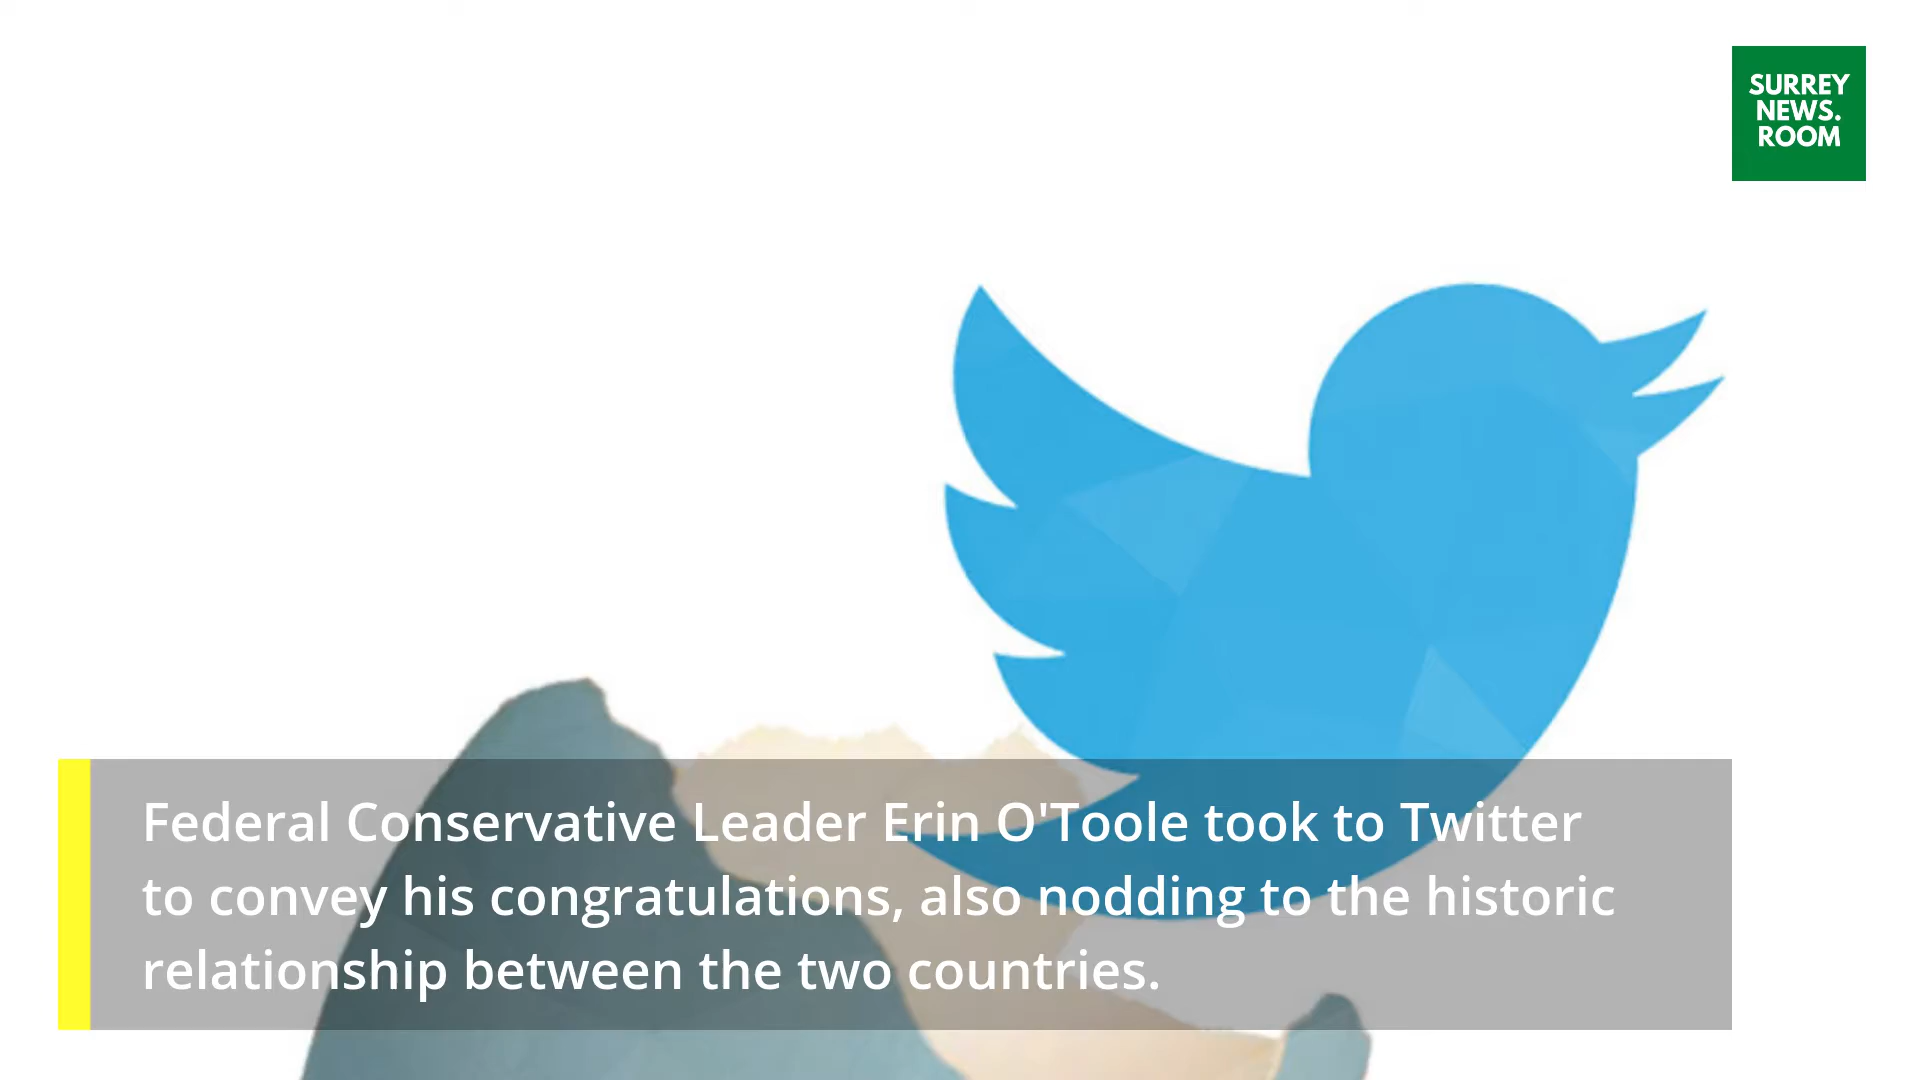 SURREY
NEWS.
ROOM
Federal Conservative Leader Erin O'Toole took to Twitter
to convey his congratulations, also nodding to the historic
relationship between the two countries.